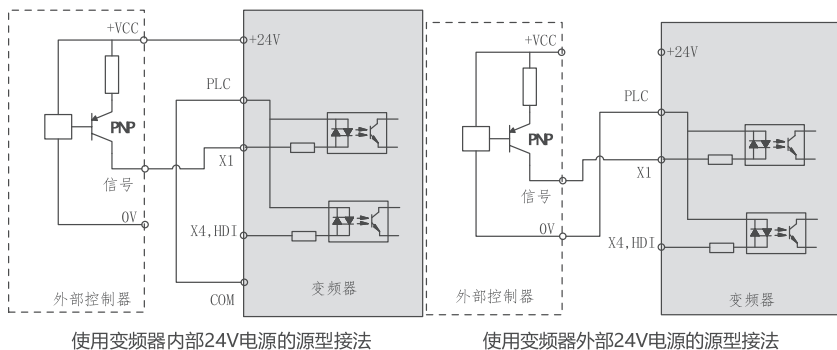 +VCC
+24V
PLC
PNP
X1
信号
0V
X4,HDI
外部控制器
变频器
COM
使用变频器内部24V电源的源型接法
+VCC
+24V
PLC
PNP
X1
信号
0V
X4,HDI
外部控制器
变频器
使用变频器外部24V电源的源型接法